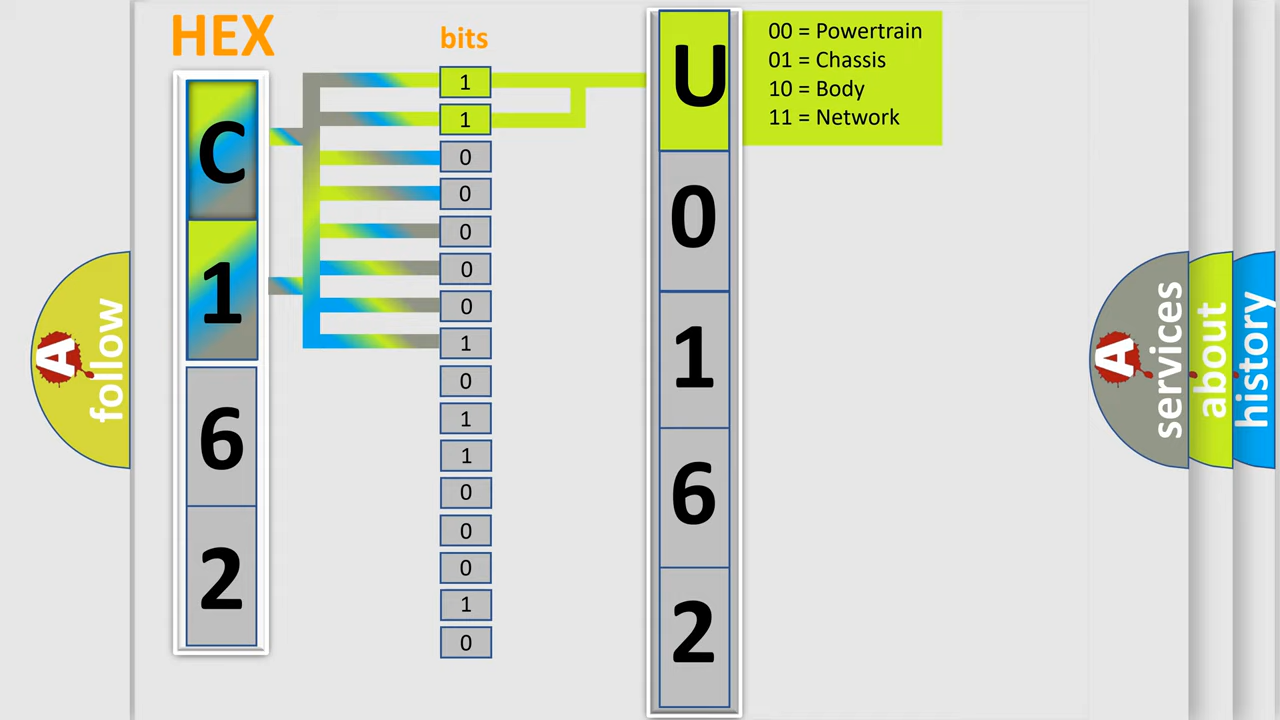 HEX
C
1
6
2
bits
1
1
0
0
0
0
0
1
0
1
1
0
0
0
1
0
U
0
1
6
2
00 = Powertrain
01 = Chassis
10 = Body
11 = Network
A
follow
A
services
about
history